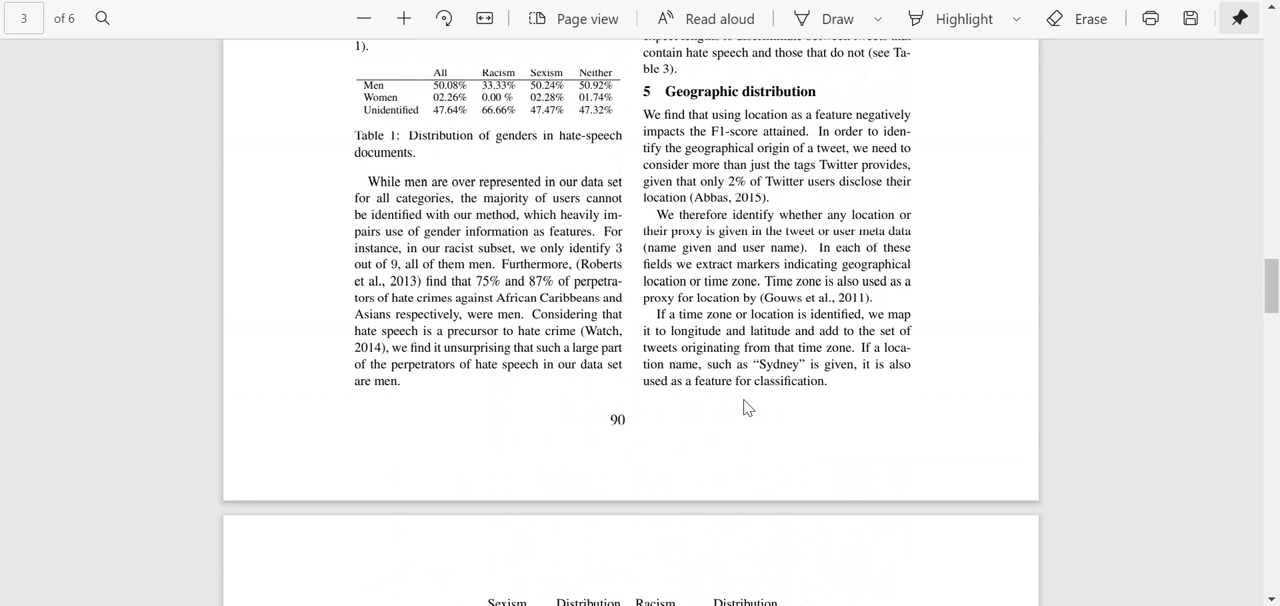 3 of 6 Page view Read aloud Draw Highlight Erase
1).
All Racism Sexism Neither
Men 50.08% 33.33% 50.24% 50.92%
Women 02.26% 0.00 % 02.28% 01.74%
Unidentified 47.64% 66.66% 47.47% 47.32%
Table 1: Distribution of genders in hate-speech
documents.
While men are over represented in our data set
for all categories, the majority of users cannot
be identified with our method, which heavily im-
pairs use of gender information as features. For
instance, in our racist subset, we only identify 3
out of 9, all of them men. Furthermore, (Roberts
et al., 2013) find that 75% and 87% of perpetra-
tors of hate crimes against African Caribbeans and
Asians respectively, were men. Considering that
hate speech is a precursor to hate crime (Watch,
2014), we find it unsurprising that such a large part
of the perpetrators of hate speech in our data set
are men.
contain hate speech and those that do not (see Ta-
ble 3).
5 Geographic distribution
We find that using location as a feature negatively
impacts the F1-score attained. In order to iden-
tify the geographical origin of a tweet, we need to
consider more than just the tags Twitter provides,
given that only 2% of Twitter users disclose their
location (Abbas, 2015).
We therefore identify whether any location or
their proxy is given in the tweet or user meta data
(name given and user name). In each of these
fields we extract markers indicating geographical
location or time zone. Time zone is also used as a
proxy for location by (Gouws et al., 2011).
If a time zone or location is identified, we map
it to longitude and latitude and add to the set of
tweets originating from that time zone. If a loca-
tion name, such as “Sydney” is given, it is also
used as a feature for classification.
90
Sexism Distribution Racism Distribution